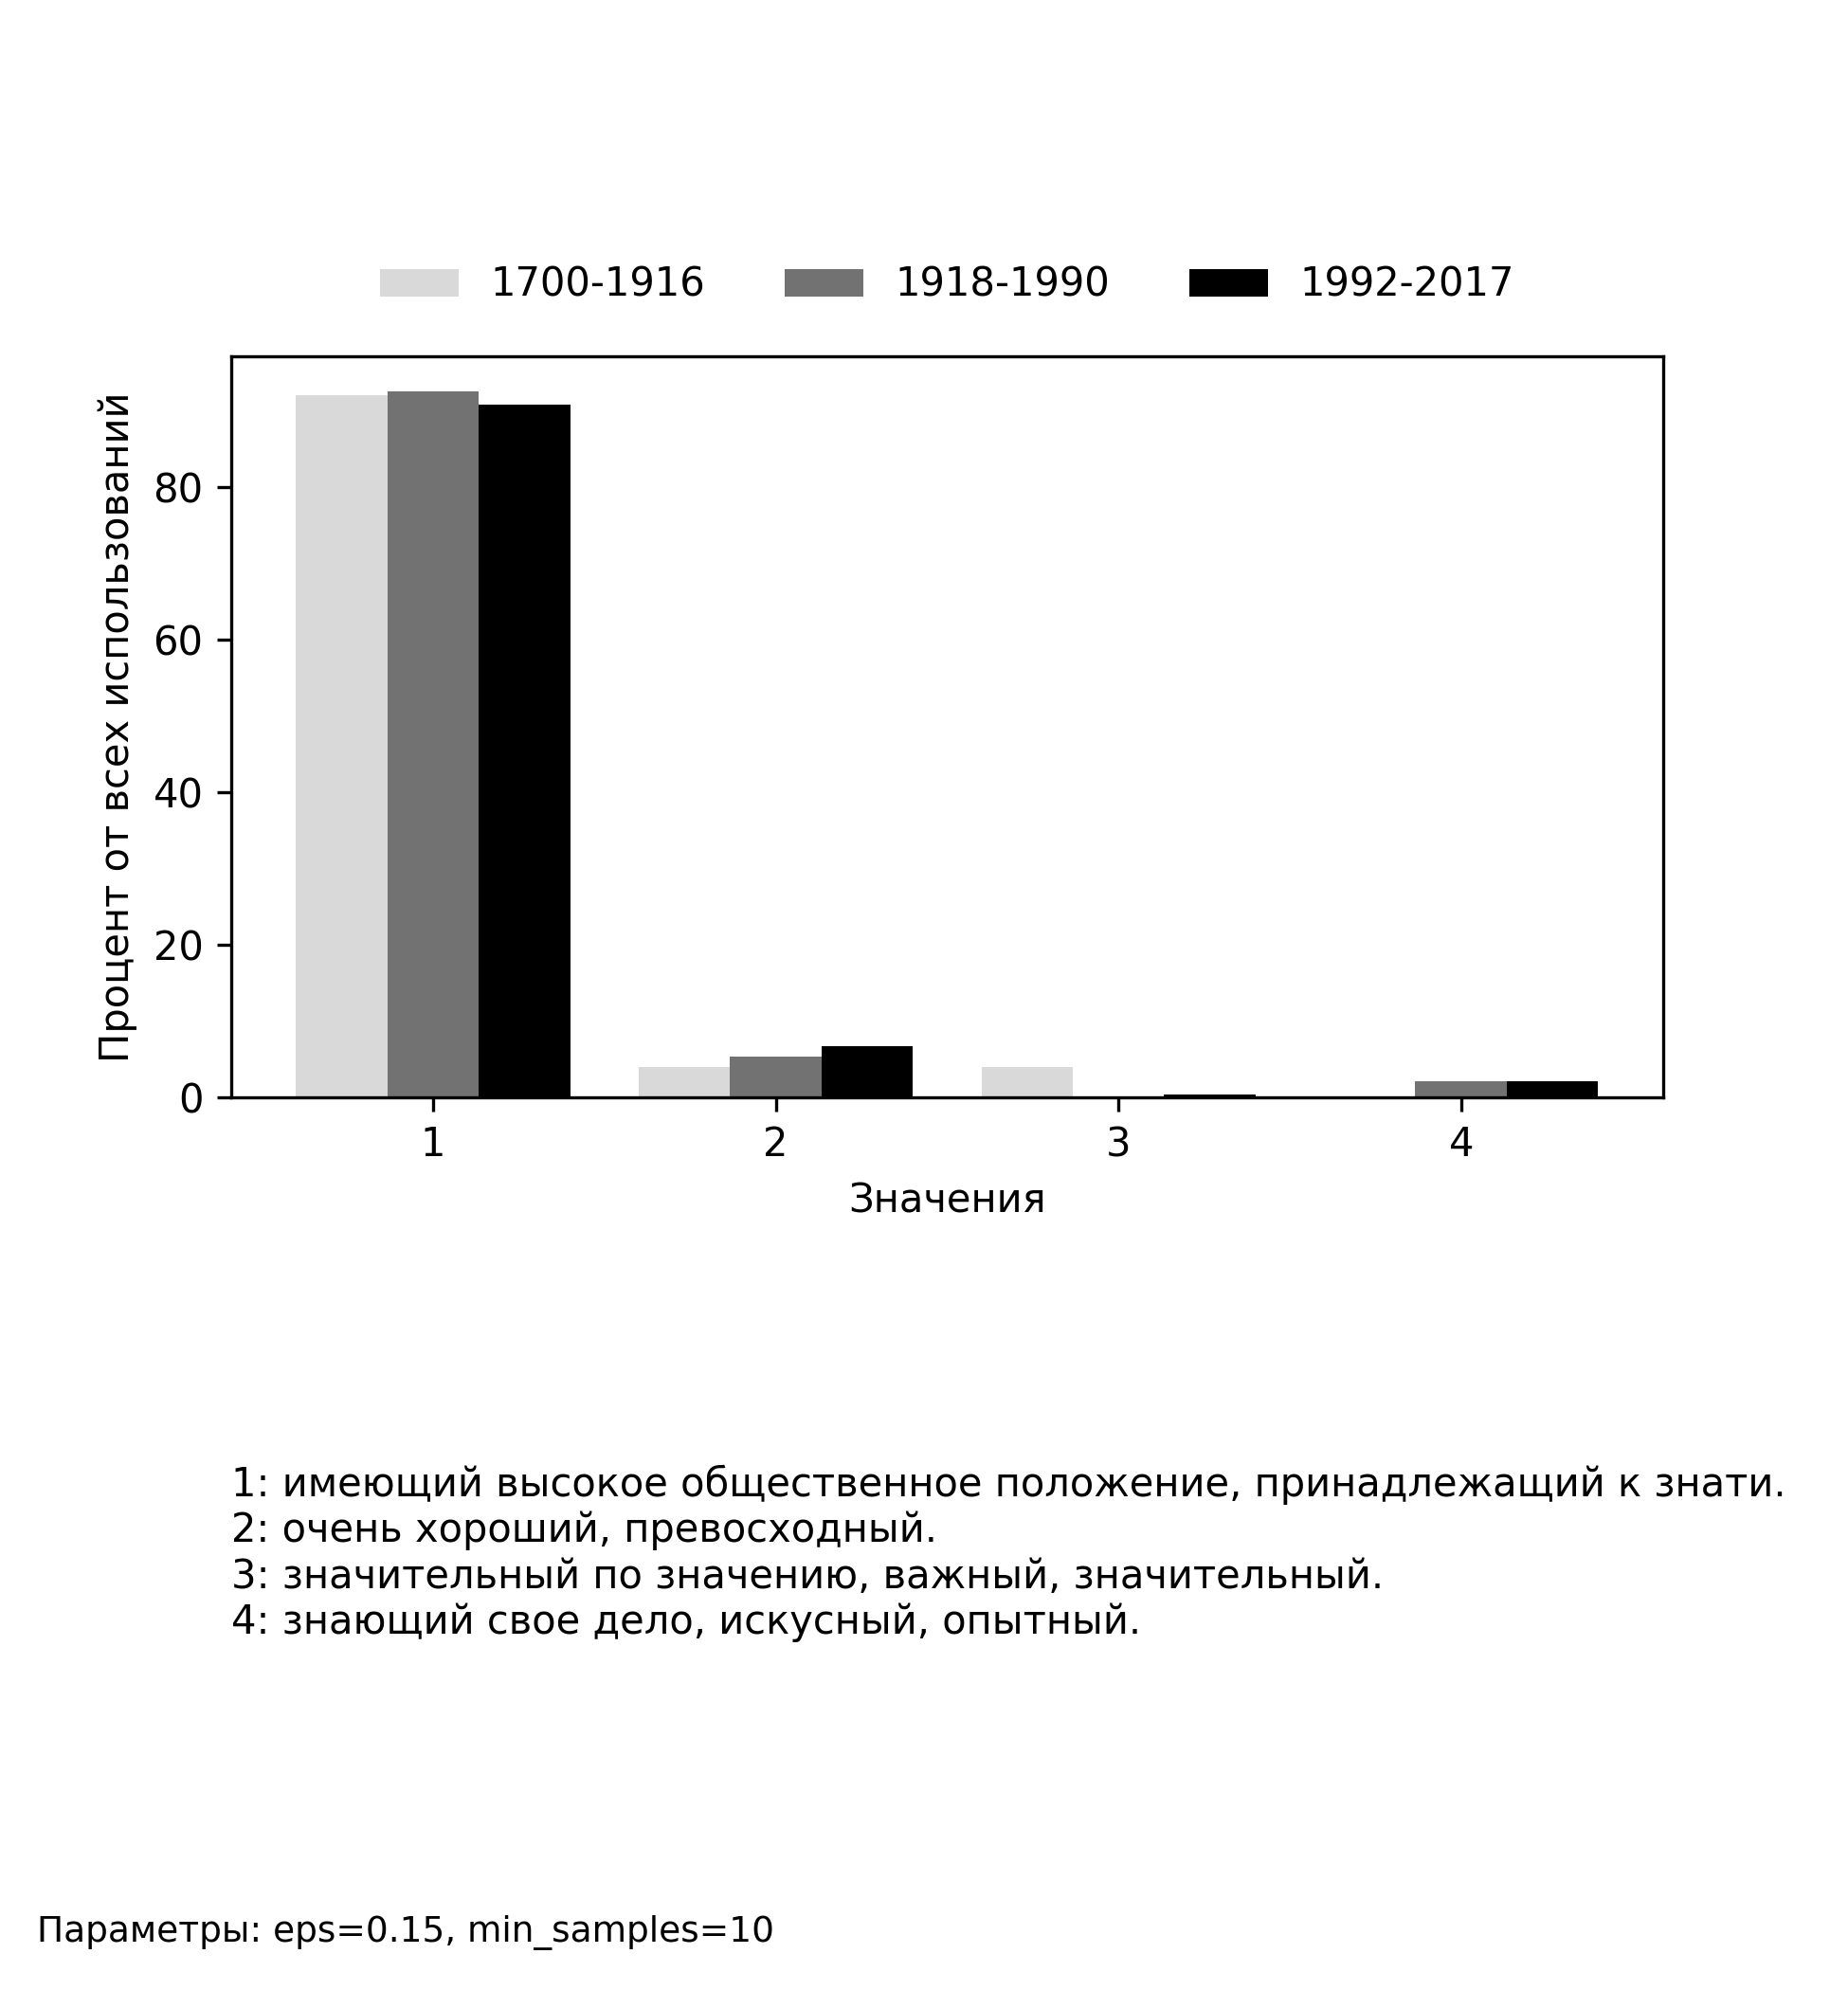 1700-1916 1918-1990 1992-2017
Процент от всех использований
80
60
40
20
0
1 2 3 4
Значения
1: имеющий высокое общественное положение, принадлежащий к знати.
2: очень хороший, превосходный.
3: значительный по значению, важный, значительный.
4: знающий свое дело, искусный, опытный.
Параметры: eps=0.15, min_samples=10